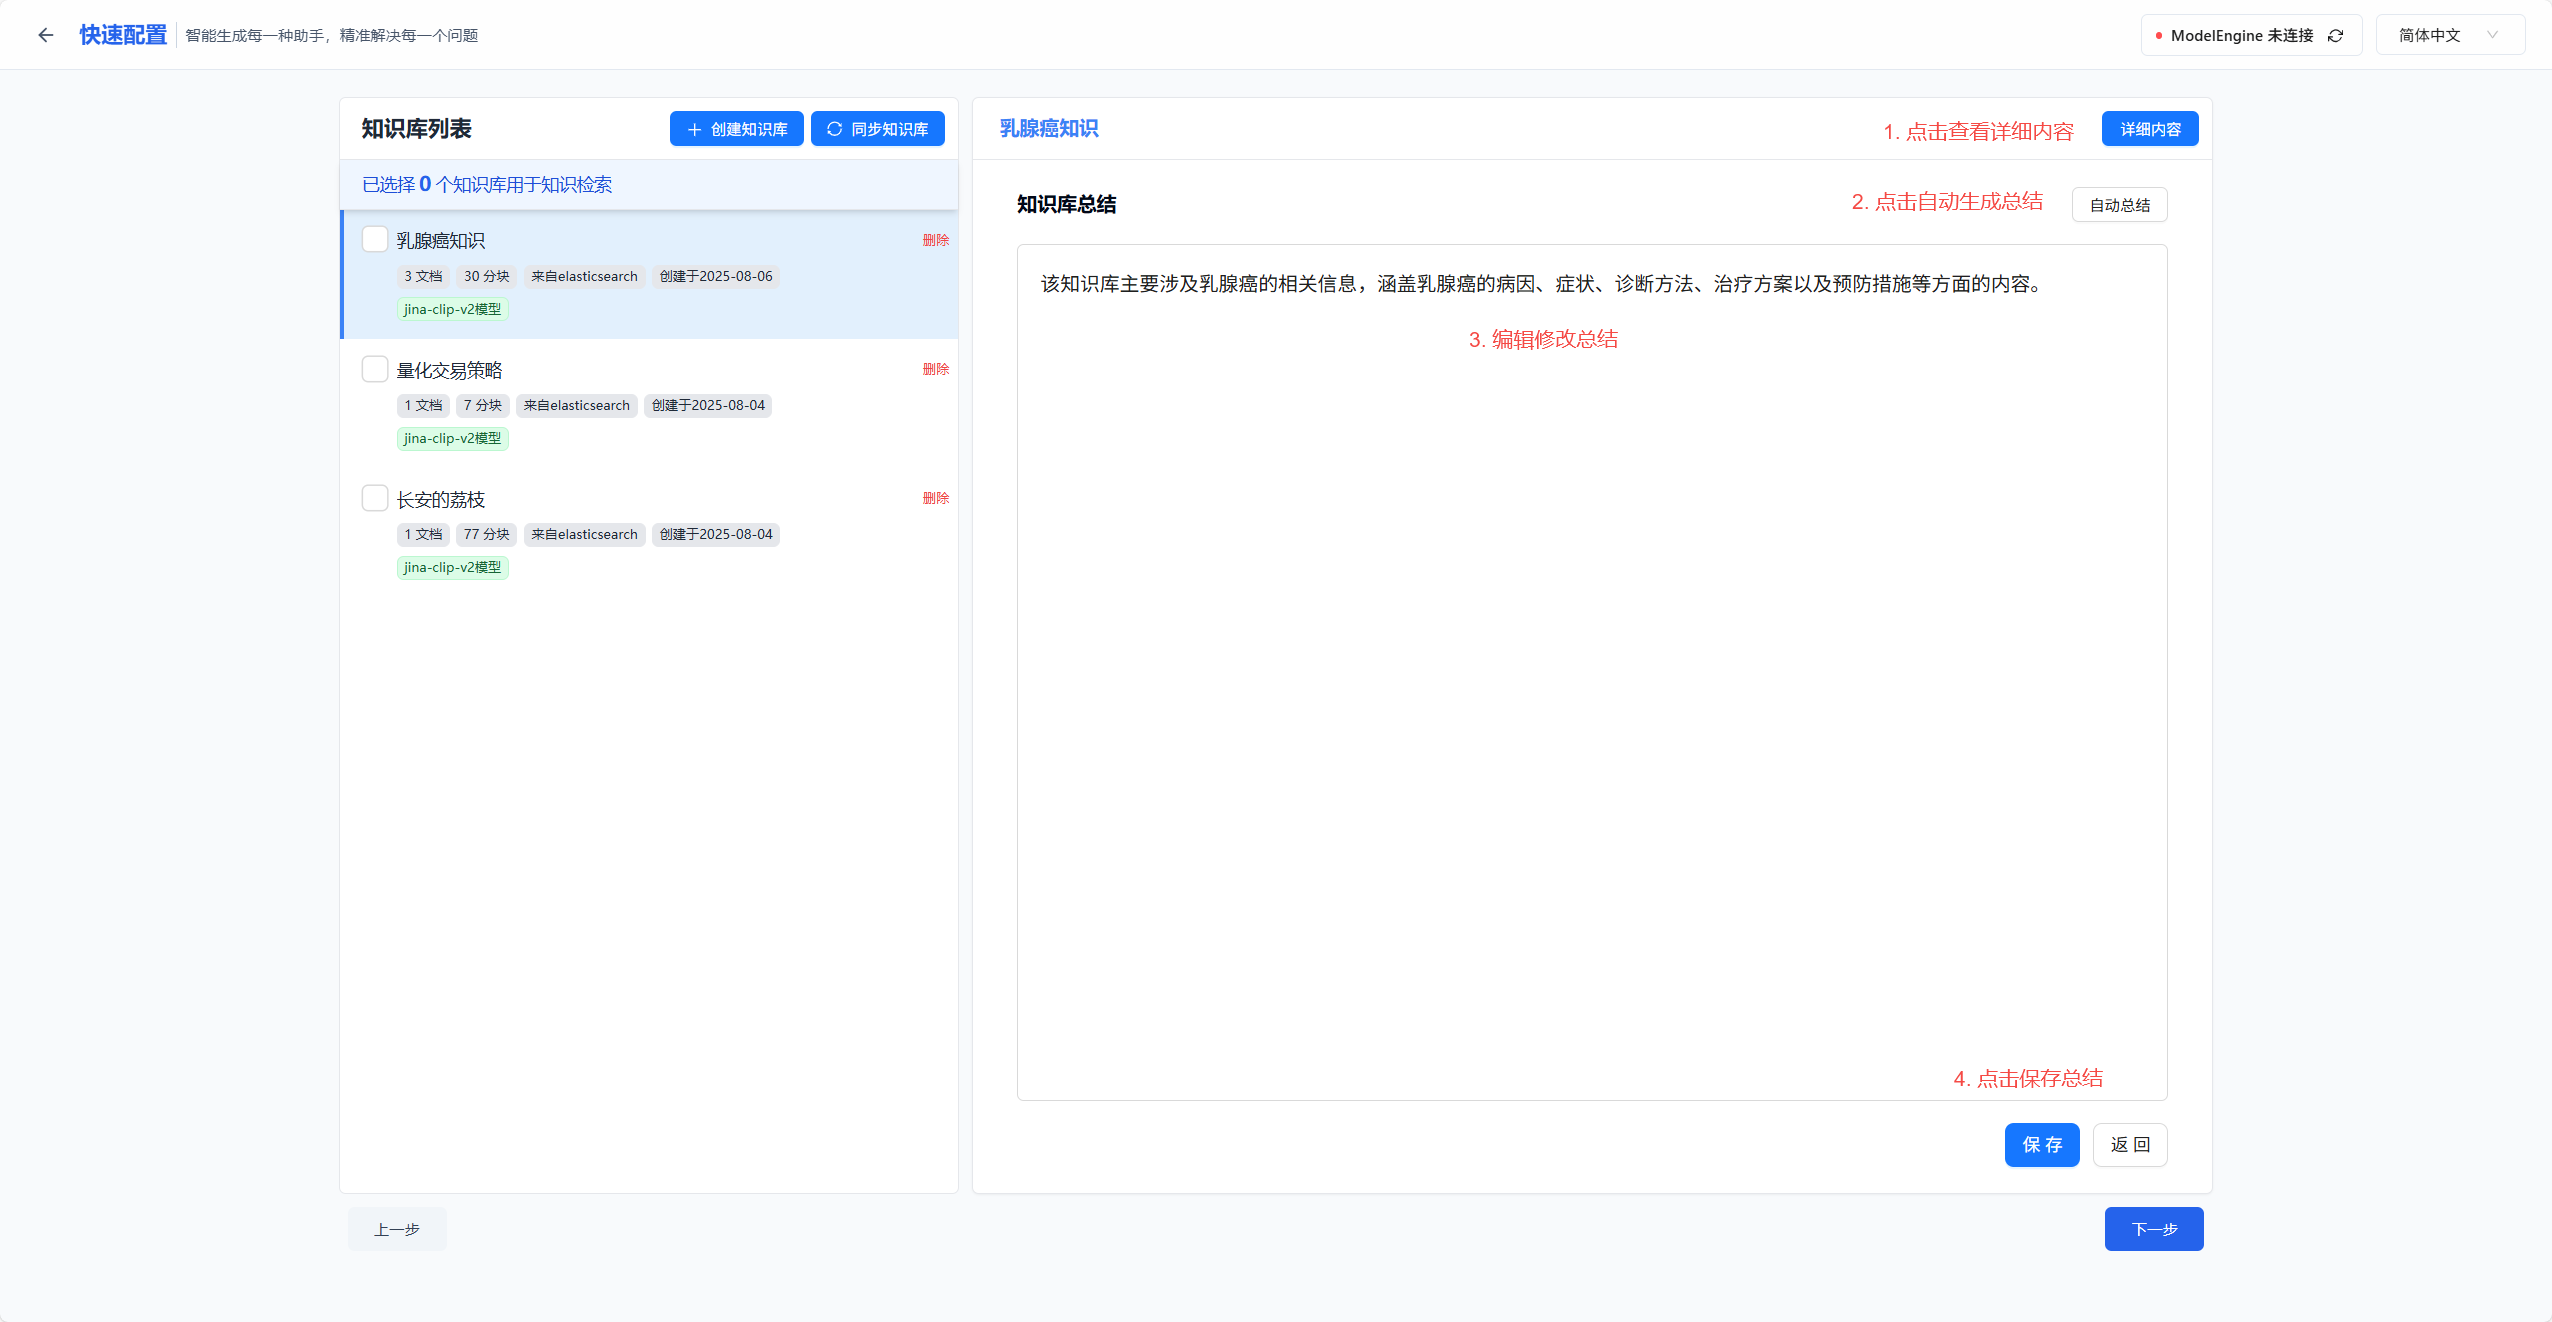 快速配置 智能生成每一种助手，精准解决每一个问题 ModelEngine 未连接 简体中文
知识库列表 创建知识库 同步知识库
已选择 0 个知识库用于知识检索
乳腺癌知识 删除
3 文档 30 分块 来自elasticsearch 创建于2025-08-06
jina-clip-v2模型
量化交易策略 删除
1 文档 7 分块 来自elasticsearch 创建于2025-08-04
jina-clip-v2模型
长安的荔枝 删除
1 文档 77 分块 来自elasticsearch 创建于2025-08-04
jina-clip-v2模型
乳腺癌知识 1. 点击查看详细内容 详细内容
知识库总结 2. 点击自动生成总结 自动总结
该知识库主要涉及乳腺癌的相关信息，涵盖乳腺癌的病因、症状、诊断方法、治疗方案以及预防措施等方面的内容。
3. 编辑修改总结
4. 点击保存总结
保 存 返 回
上一步 下一步